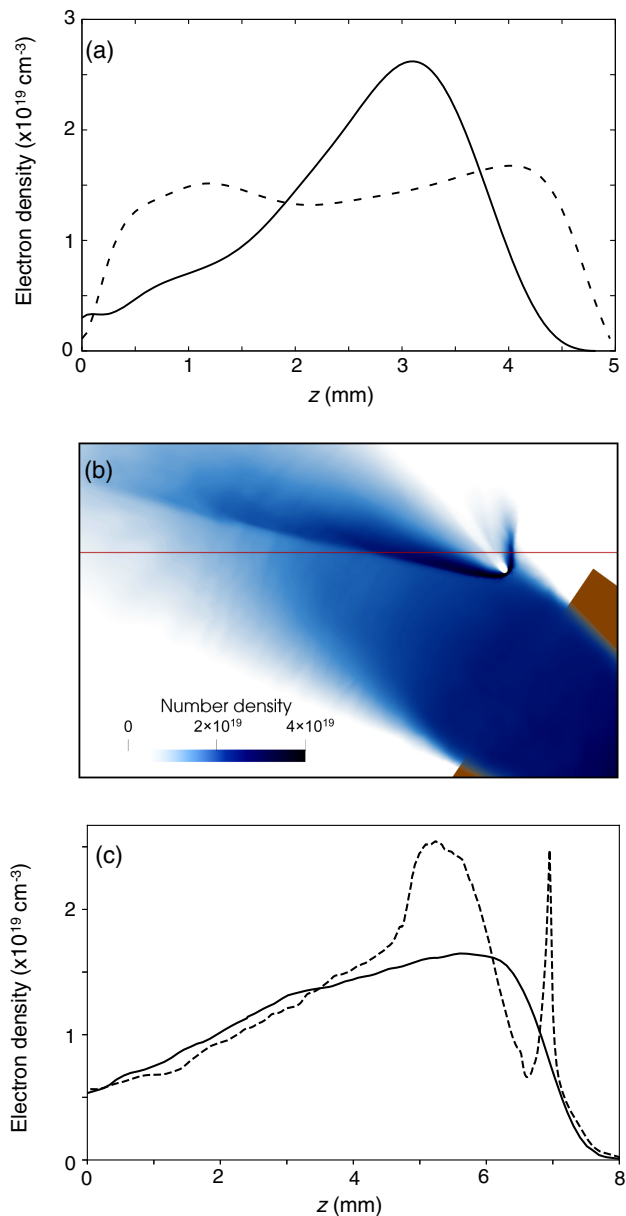 (a)
3
2
1
0
Electron density (x10¹⁹ cm⁻³)
0 1 2 3 4 5
z (mm)
(b)
Number density
0 2×10¹⁹ 4×10¹⁹
(c)
2
1
0
Electron density (x10¹⁹ cm⁻³)
0 2 4 6 8
z (mm)